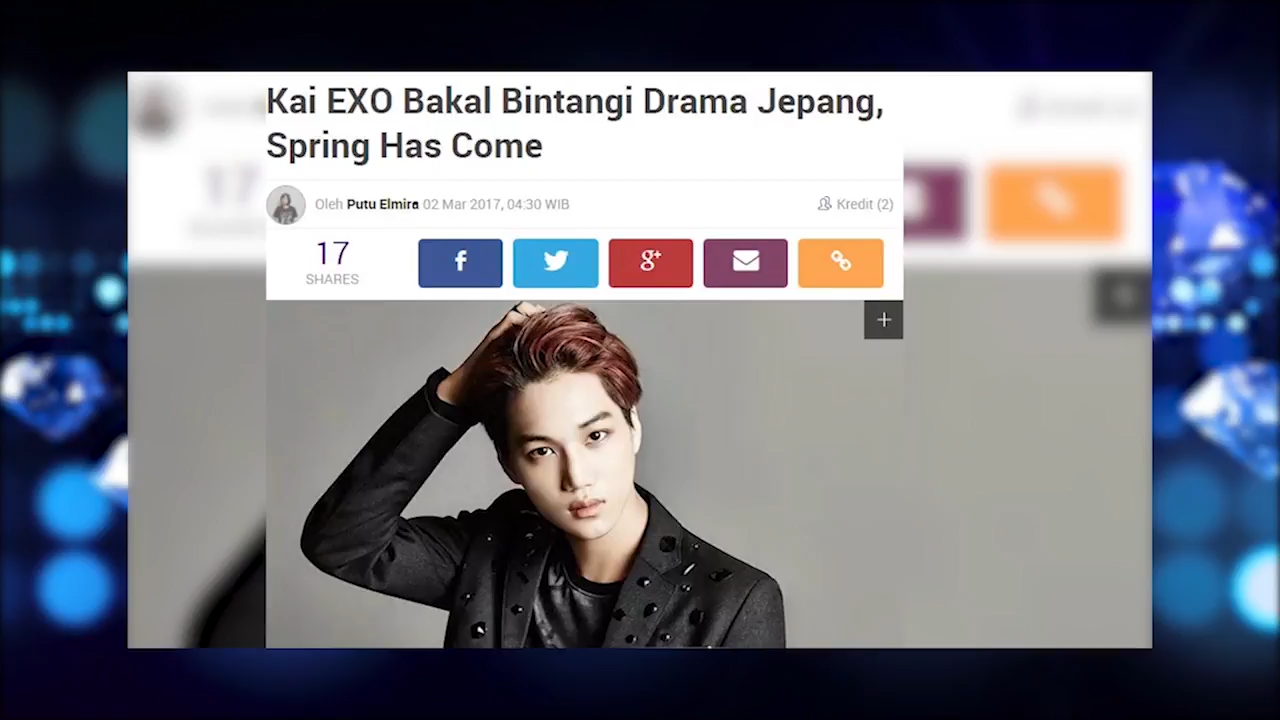 Kai EXO Bakal Bintangi Drama Jepang,
Spring Has Come
Oleh Putu Elmira 02 Mar 2017, 04:30 WIB
Kredit (2)
17
SHARES